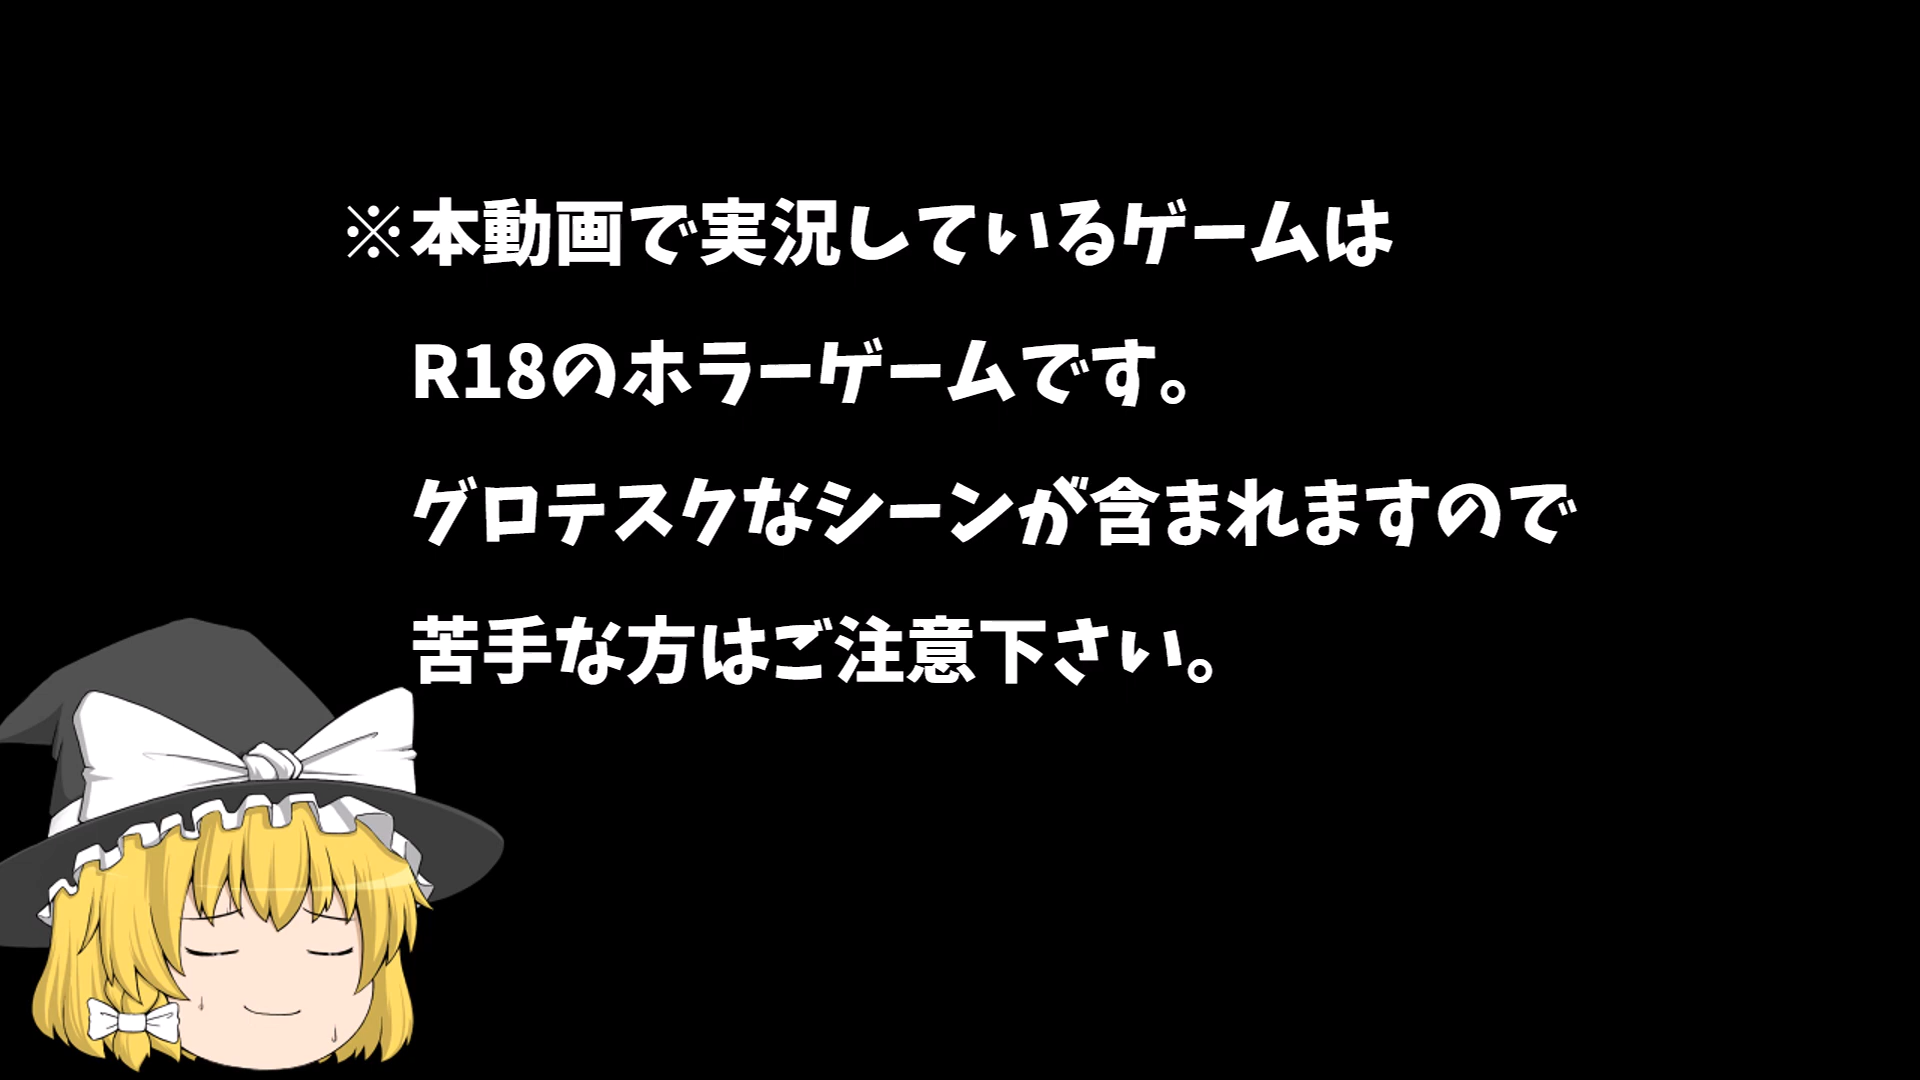 ※本動画で実況しているゲームは
R18のホラーゲームです。
グロテスクなシーンが含まれますので
苦手な方はご注意下さい。